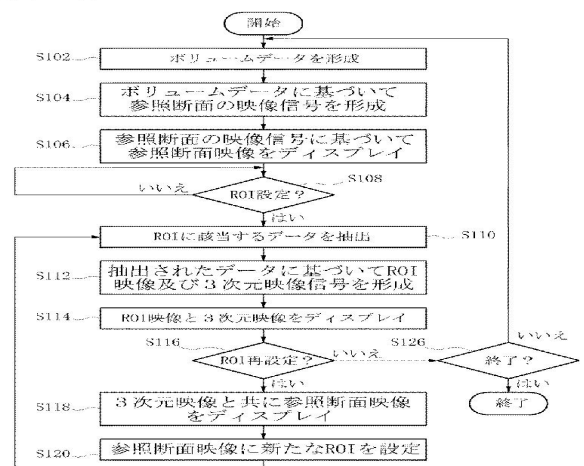 開始
S102
ボリュームデータを形成
S104
ボリュームデータに基づいて
参照断面の映像信号を形成
S106
参照断面の映像信号に基づいて
参照断面映像をディスプレイ
S108
いいえ
ROI設定？
はい
ROIに該当するデータを抽出
S110
S112
抽出されたデータに基づいてROI
映像及び３次元映像信号を形成
S114
ROI映像と３次元映像をディスプレイ
S116
ROI再設定？
いいえ
S126
終了？
いいえ
はい
はい
終了
S118
３次元映像と共に参照断面映像
をディスプレイ
S120
参照断面映像に新たなROIを設定